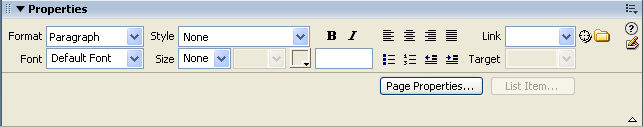 Properties
Format Paragraph Style None B I Link
Font Default Font Size None Target
Page Properties... List Item...